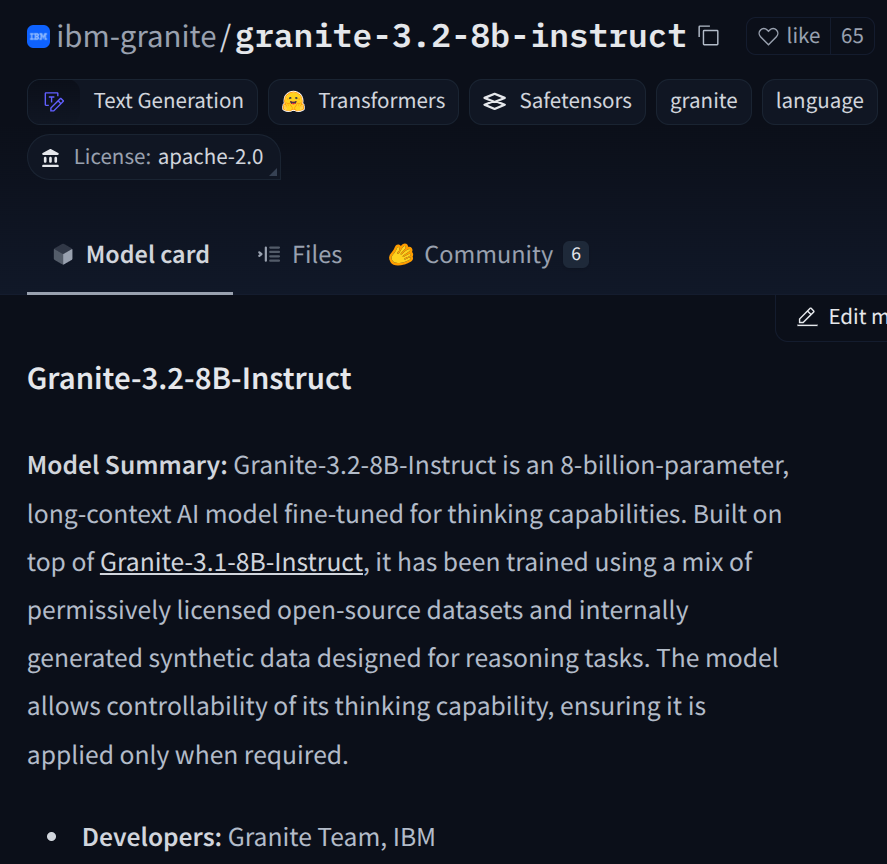 IBM ibm-granite/granite-3.2-8b-instruct like 65
Text Generation Transformers Safetensors granite language
License: apache-2.0
Model card Files Community 6
Edit m
Granite-3.2-8B-Instruct
Model Summary: Granite-3.2-8B-Instruct is an 8-billion-parameter,
long-context AI model fine-tuned for thinking capabilities. Built on
top of Granite-3.1-8B-Instruct, it has been trained using a mix of
permissively licensed open-source datasets and internally
generated synthetic data designed for reasoning tasks. The model
allows controllability of its thinking capability, ensuring it is
applied only when required.
• Developers: Granite Team, IBM